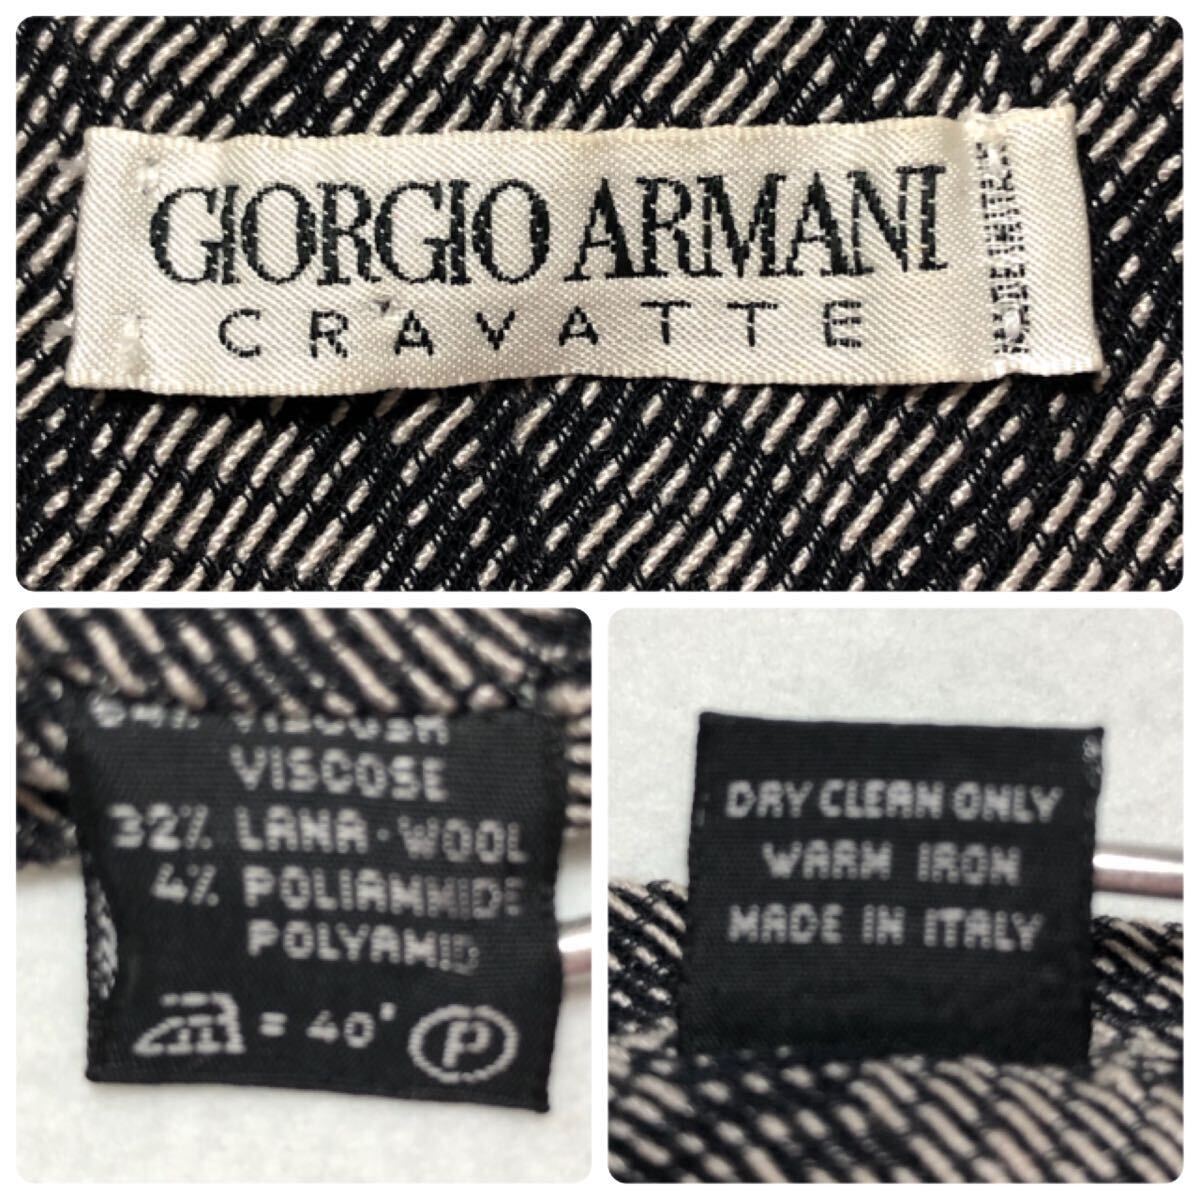 GIORGIO ARMANI
CRAVATTE
VISCOSA
VISCOSE
32% LANA·WOOL
4% POLIAMMIDE
POLYAMID
= 40° P
DRY CLEAN ONLY
WARM IRON
MADE IN ITALY